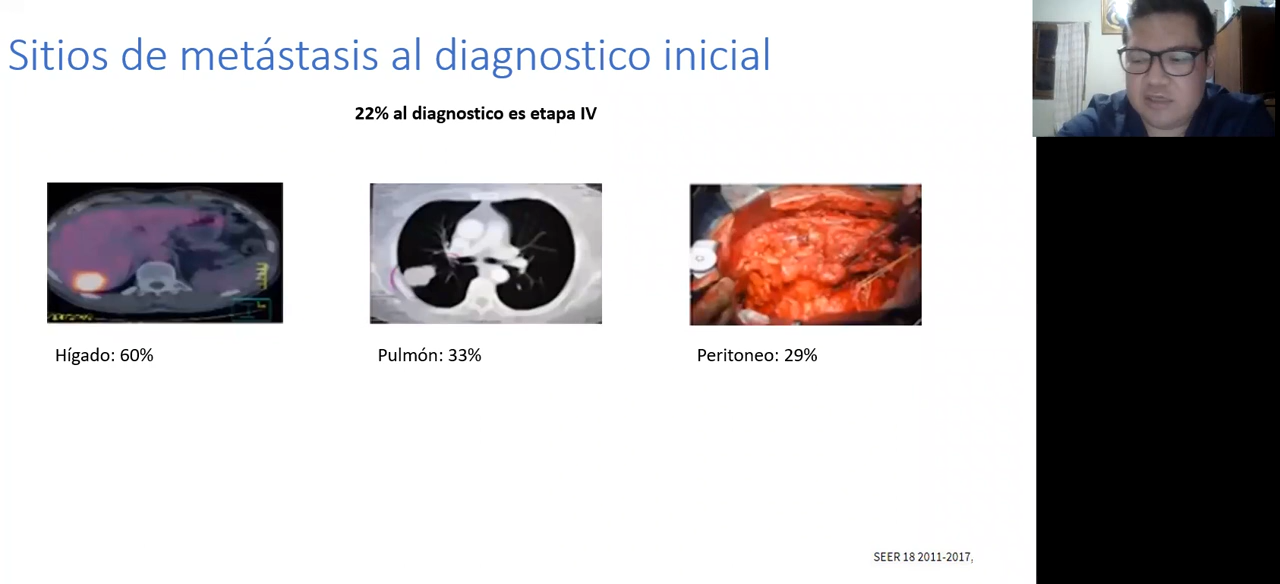 Sitios de metástasis al diagnostico inicial
22% al diagnostico es etapa IV
Hígado: 60%
Pulmón: 33%
Peritoneo: 29%
SEER 18 2011-2017,